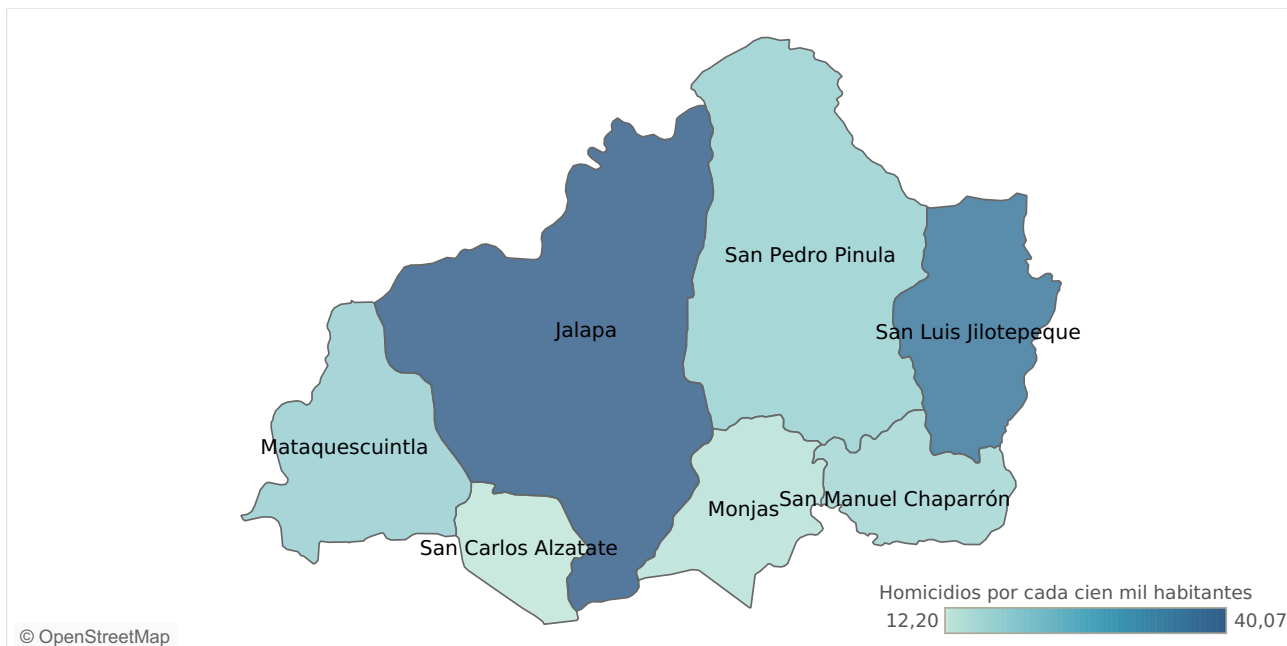 San Pedro Pinula
Jalapa
San Luis Jilotepeque
Mataquescuintla
San Manuel Chaparrón
Monjas
San Carlos Alzatate
Homicidios por cada cien mil habitantes
12,20
40,07
© OpenStreetMap